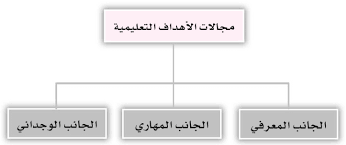 مجالات الأهداف التعليمية
الجانب المعرفي
الجانب المهاري
الجانب الوجداني